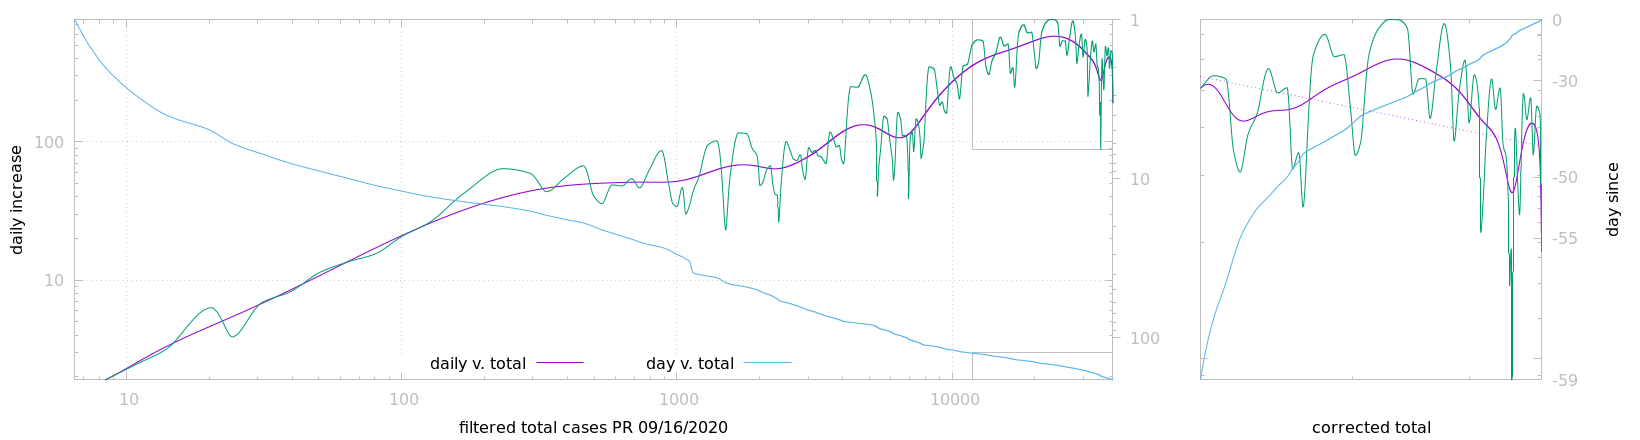 daily increase
100
10
10
100
1000
10000
1
10
100
daily v. total
day v. total
filtered total cases PR 09/16/2020
0
-30
-50
-55
-59
day since
corrected total